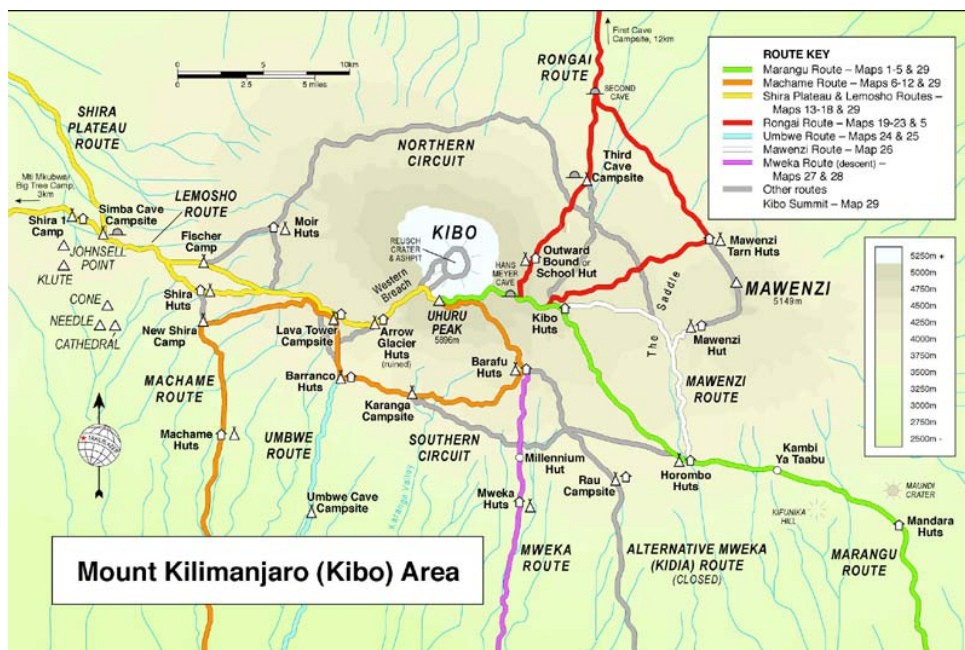 First Cave
Campsite, 12km
RONGAI
ROUTE
0 5 10km
0 2.5 5 miles
SECOND
CAVE
SHIRA
PLATEAU
ROUTE
NORTHERN
CIRCUIT
Third
Cave
Campsite
Mti Mkubwa/
Big Tree Camp,
3km
LEMOSHO
ROUTE
Simba Cave
Campsite
Shira 1
Camp
Fischer
Camp
Moir
Huts
KIBO
REUSCH
CRATER
& ASHPIT
HANS
MEYER
CAVE
Outward
Bound or
School Hut
Mawenzi
Tarn Huts
JOHNSELL
POINT
KLUTE
CONE
NEEDLE
CATHEDRAL
Shira
Huts
New Shira
Camp
Western
Breach
UHURU
PEAK
5896m
Kibo
Huts
The Saddle
MAWENZI
5149m
Mawenzi
Hut
MAWENZI
ROUTE
Lava Tower
Campsite
Arrow
Glacier
Huts
(ruined)
Barranco
Huts
Karanga
Campsite
Barafu
Huts
MACHAME
ROUTE
Machame
Huts
UMBWE
ROUTE
Umbwe Cave
Campsite
Karanga Valley
SOUTHERN
CIRCUIT
Millennium
Hut
Mweka
Huts
MWEKA
ROUTE
Rau
Campsite
ALTERNATIVE MWEKA
(KIDIA) ROUTE
(CLOSED)
Horombo
Huts
Kambi
Ya Taabu
KIFUNIKA
HILL
MAUNDI
CRATER
Mandara
Huts
MARANGU
ROUTE
TRAILBLAZER
Mount Kilimanjaro (Kibo) Area
ROUTE KEY
Marangu Route – Maps 1-5 & 29
Machame Route – Maps 6-12 & 29
Shira Plateau & Lemosho Routes –
Maps 13-18 & 29
Rongai Route – Maps 19-23 & 5
Umbwe Route – Maps 24 & 25
Mawenzi Route – Map 26
Mweka Route (descent) –
Maps 27 & 28
Other routes
Kibo Summit – Map 29
5250m +
5000m
4750m
4500m
4250m
4000m
3750m
3500m
3250m
3000m
2750m
2500m -